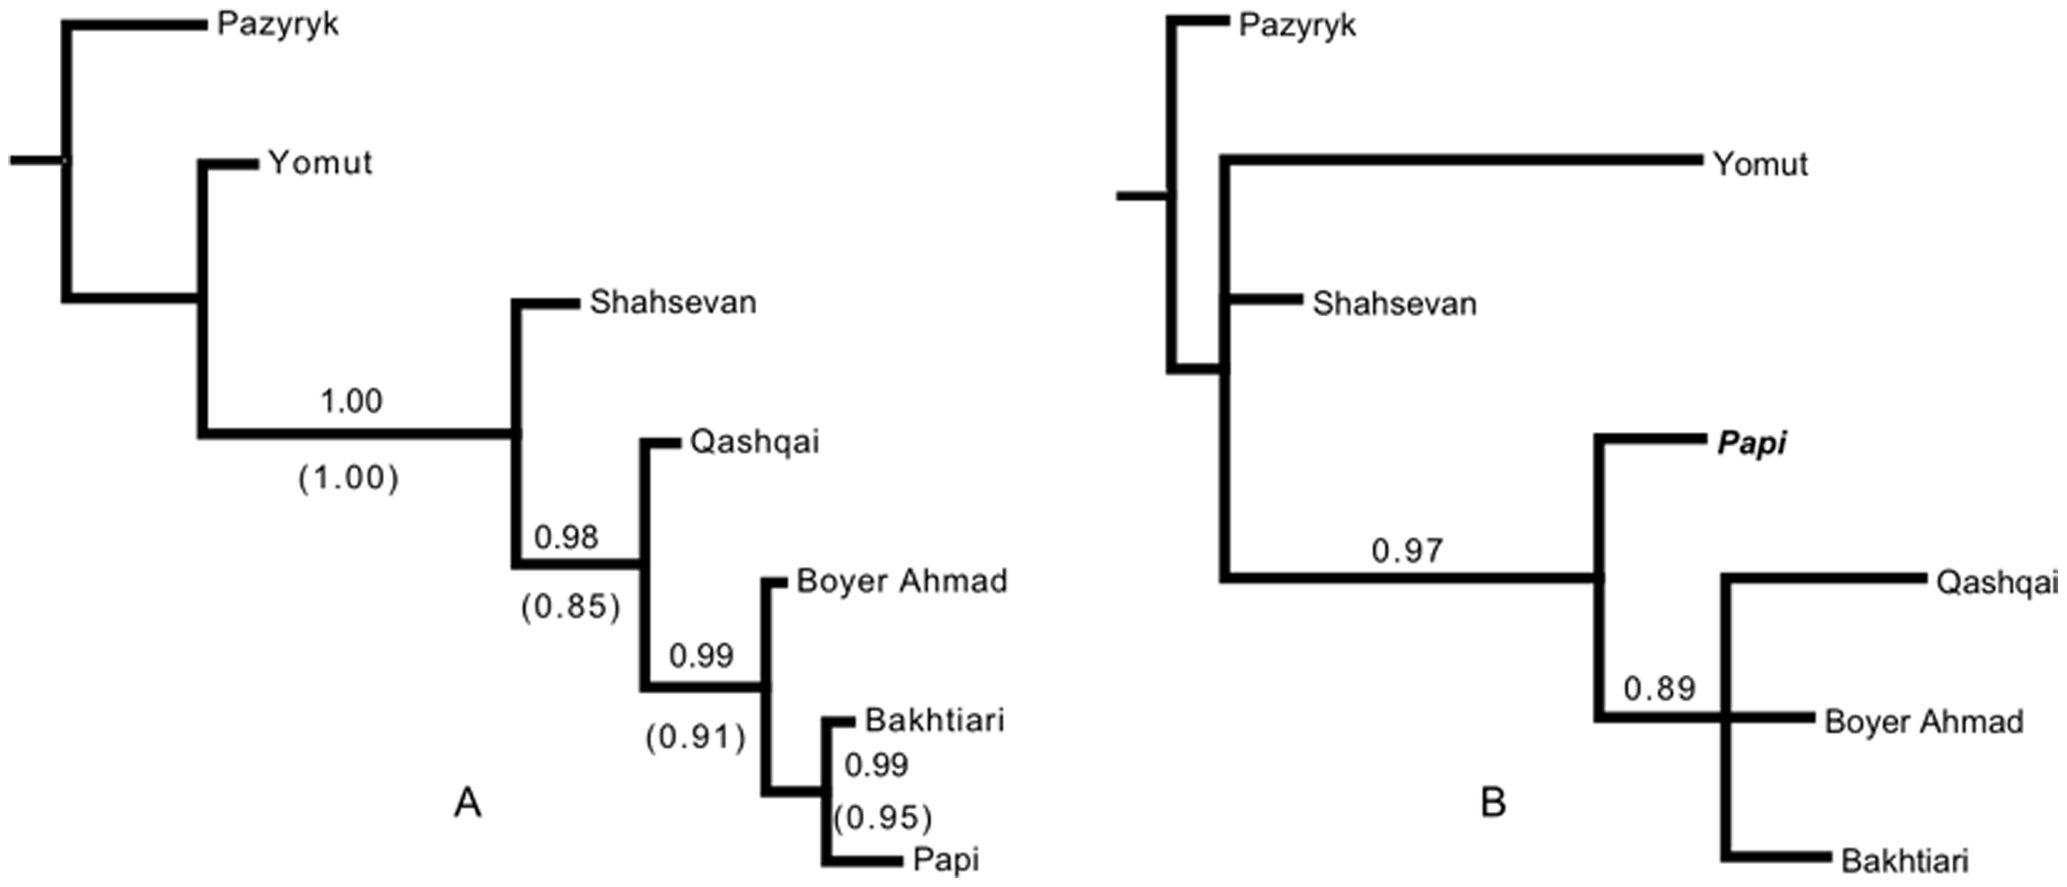 Pazyryk
Yomut
Shahsevan
1.00
(1.00)
Qashqai
0.98
(0.85)
Boyer Ahmad
0.99
(0.91)
Bakhtiari
0.99
(0.95)
Papi
A
Pazyryk
Yomut
Shahsevan
Papi
0.97
Qashqai
0.89
Boyer Ahmad
Bakhtiari
B